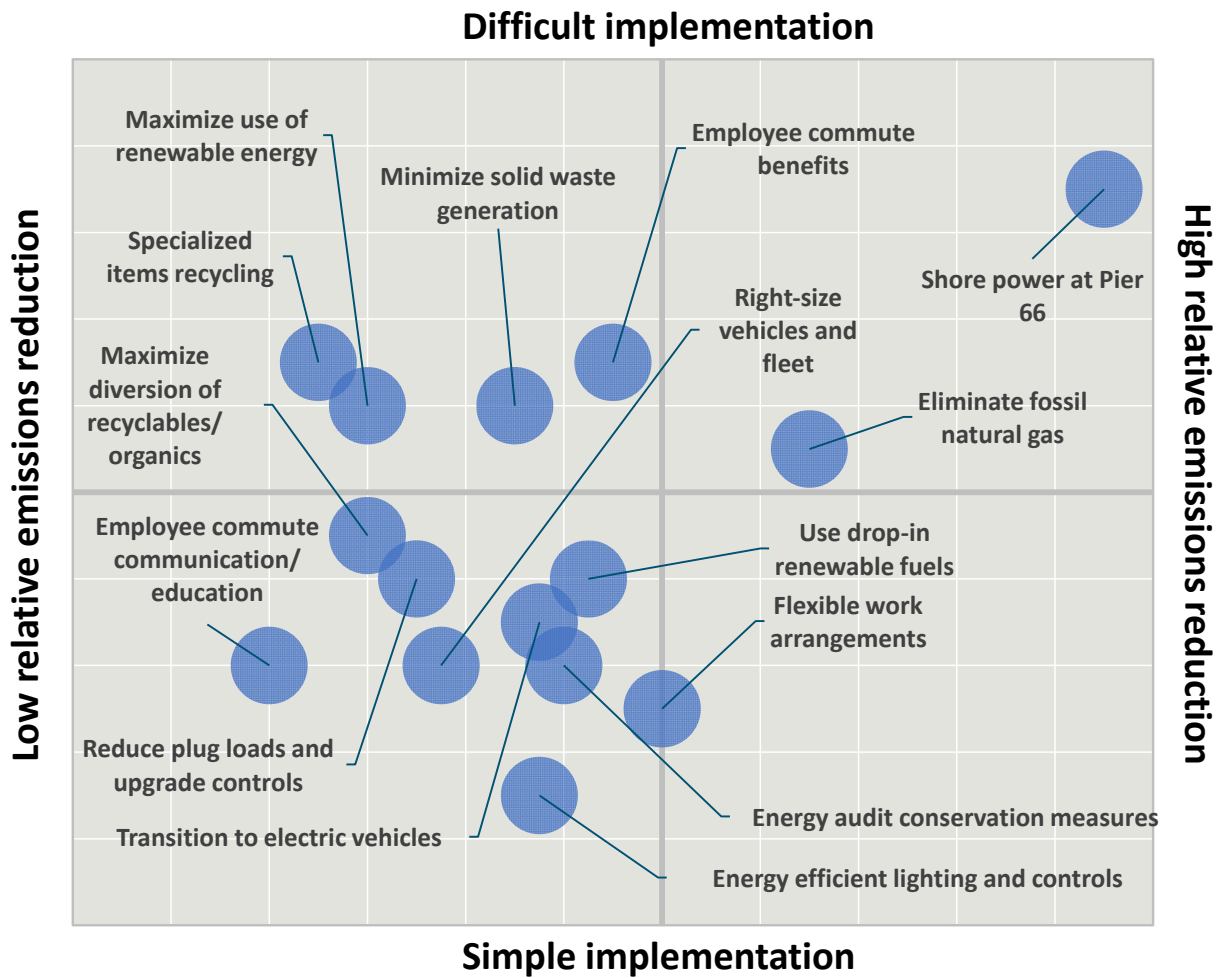 Difficult implementation
Maximize use of
renewable energy
Employee commute
benefits
Minimize solid waste
generation
Specialized
items recycling
Shore power at Pier
66
Right-size
vehicles and
fleet
Maximize
diversion of
recyclables/
organics
Eliminate fossil
natural gas
Low relative emissions reduction
High relative emissions reduction
Employee commute
communication/
education
Use drop-in
renewable fuels
Flexible work
arrangements
Reduce plug loads and
upgrade controls
Transition to electric vehicles
Energy audit conservation measures
Energy efficient lighting and controls
Simple implementation